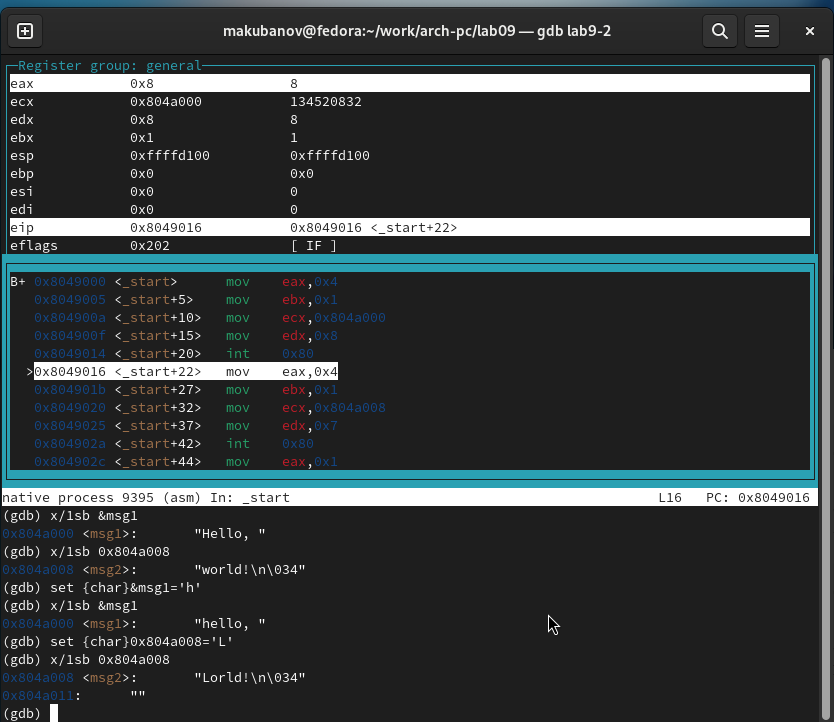 makubanov@fedora:~/work/arch-pc/lab09 — gdb lab9-2
Register group: general
eax 0x8 8
ecx 0x804a000 134520832
edx 0x8 8
ebx 0x1 1
esp 0xffffd100 0xffffd100
ebp 0x0 0x0
esi 0x0 0
edi 0x0 0
eip 0x8049016 0x8049016 <_start+22>
eflags 0x202 [ IF ]
B+ 0x8049000 <_start> mov eax,0x4
0x8049005 <_start+5> mov ebx,0x1
0x804900a <_start+10> mov ecx,0x804a000
0x804900f <_start+15> mov edx,0x8
0x8049014 <_start+20> int 0x80
>0x8049016 <_start+22> mov eax,0x4
0x804901b <_start+27> mov ebx,0x1
0x8049020 <_start+32> mov ecx,0x804a008
0x8049025 <_start+37> mov edx,0x7
0x804902a <_start+42> int 0x80
0x804902c <_start+44> mov eax,0x1
native process 9395 (asm) In: _start L16 PC: 0x8049016
(gdb) x/1sb &msg1
0x804a000 <msg1>: "Hello, "
(gdb) x/1sb 0x804a008
0x804a008 <msg2>: "world!\n\034"
(gdb) set {char}&msg1='h'
(gdb) x/1sb &msg1
0x804a000 <msg1>: "hello, "
(gdb) set {char}0x804a008='L'
(gdb) x/1sb 0x804a008
0x804a008 <msg2>: "Lorld!\n\034"
0x804a011: ""
(gdb)